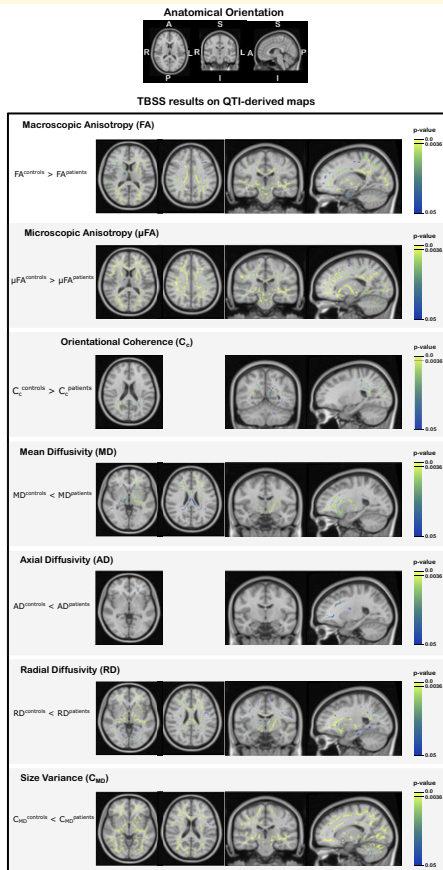 Anatomical Orientation
A S S
R L R L A P
P I I
TBSS results on QTI-derived maps
Macroscopic Anisotropy (FA)
p-value
0.0
0.0036
FAcontrols > FApatients
0.05
Microscopic Anisotropy (μFA)
p-value
0.0
0.0036
μFAcontrols > μFApatients
0.05
Orientational Coherence (Cc)
p-value
0.0
0.0036
Cccontrols > Ccpatients
0.05
Mean Diffusivity (MD)
p-value
0.0
0.0036
MDcontrols < MDpatients
0.05
Axial Diffusivity (AD)
p-value
0.0
0.0036
ADcontrols < ADpatients
0.05
Radial Diffusivity (RD)
p-value
0.0
0.0036
RDcontrols < RDpatients
0.05
Size Variance (CMD)
p-value
0.0
0.0036
CMDcontrols < CMDpatients
0.05